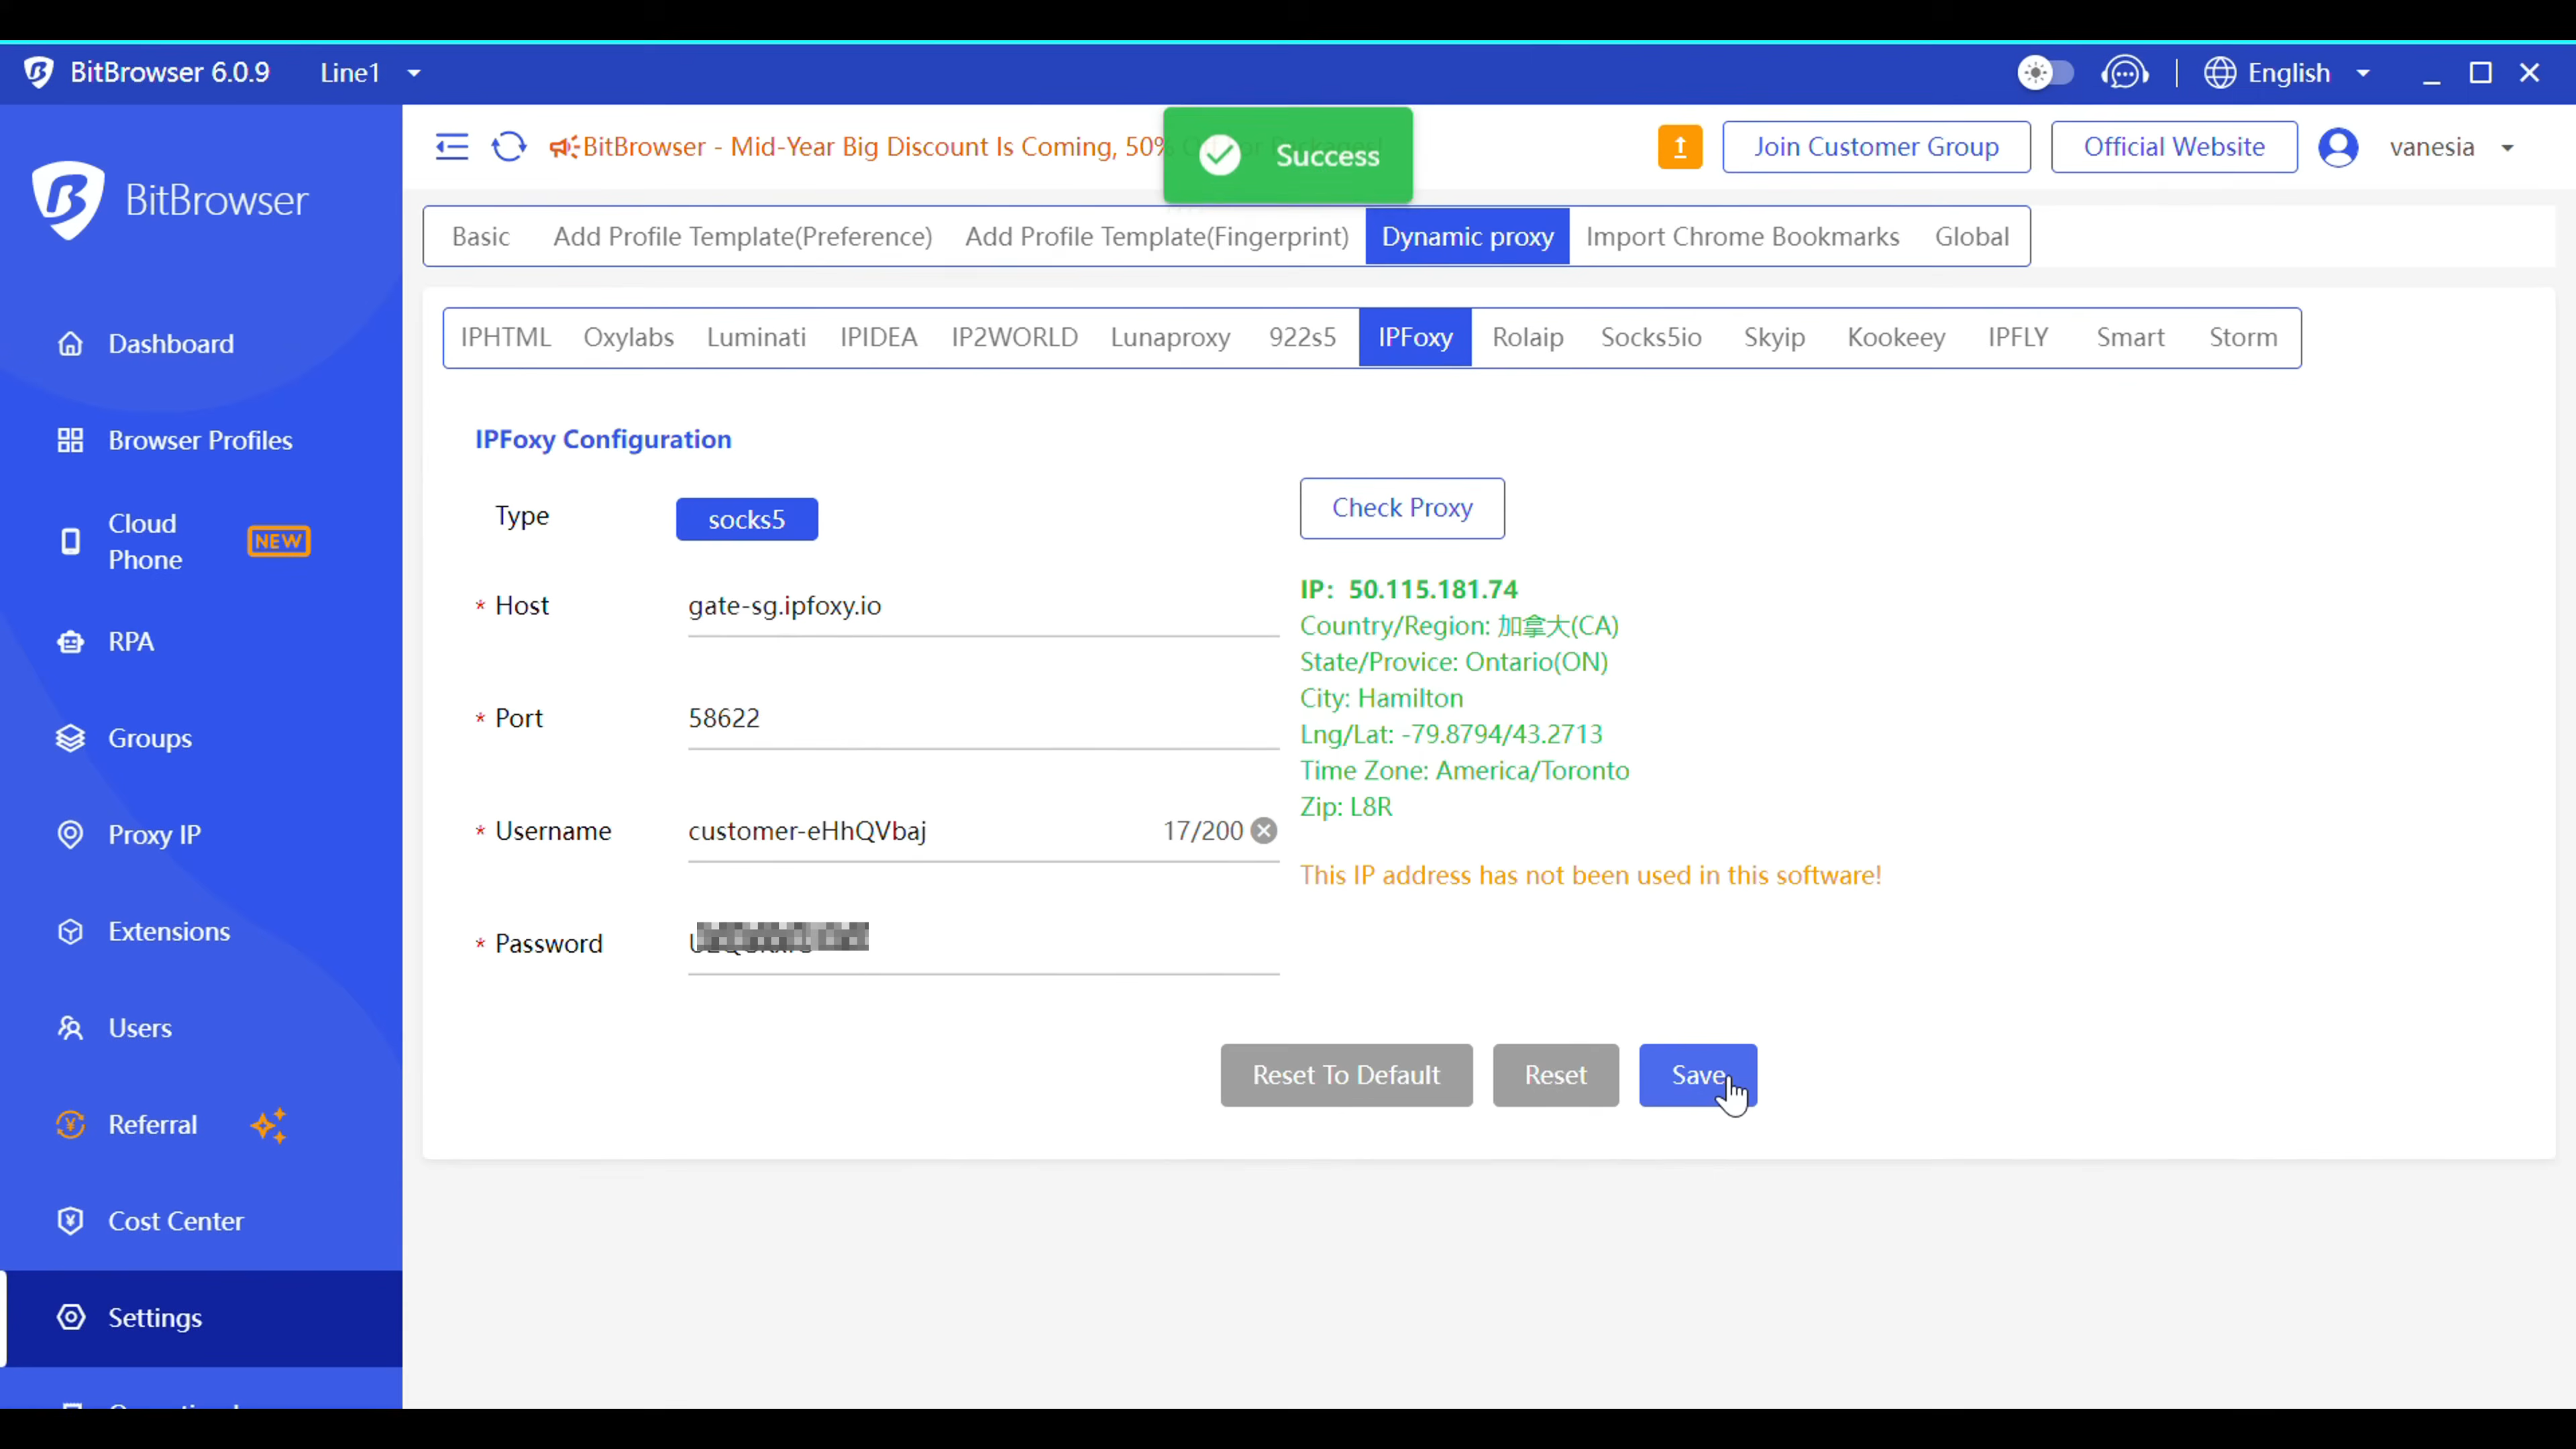 BitBrowser 6.0.9 Line1 English
BitBrowser
BitBrowser - Mid-Year Big Discount Is Coming, 50%
Success
Join Customer Group Official Website vanesia
Basic Add Profile Template(Preference) Add Profile Template(Fingerprint) Dynamic proxy Import Chrome Bookmarks Global
IPHTML Oxylabs Luminati IPIDEA IP2WORLD Lunaproxy 922s5 IPFoxy Rolaip Socks5io Skyip Kookeey IPFLY Smart Storm
Dashboard
Browser Profiles
Cloud
Phone
NEW
RPA
Groups
Proxy IP
Extensions
Users
Referral
Cost Center
Settings
IPFoxy Configuration
Type socks5
* Host gate-sg.ipfoxy.io
* Port 58622
* Username customer-eHhQVbaj 17/200
* Password
Check Proxy
IP: 50.115.181.74
Country/Region: 加拿大(CA)
State/Provice: Ontario(ON)
City: Hamilton
Lng/Lat: -79.8794/43.2713
Time Zone: America/Toronto
Zip: L8R
This IP address has not been used in this software!
Reset To Default Reset Save